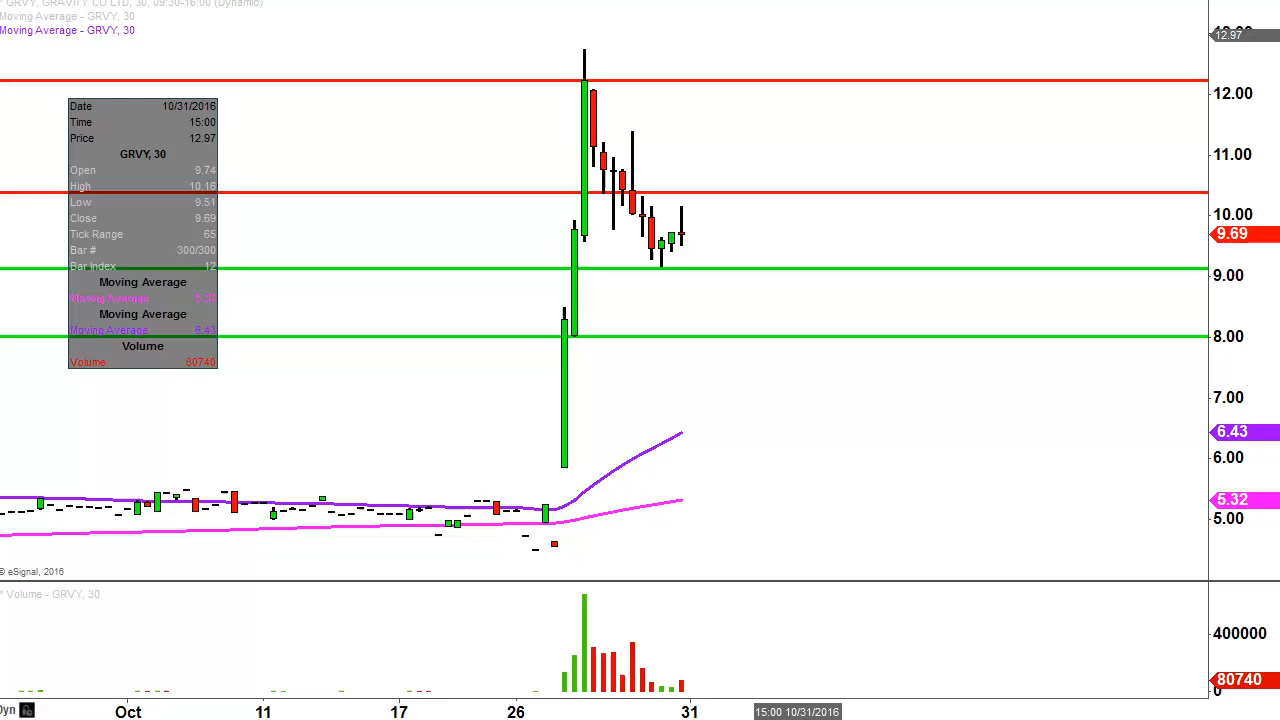 * GRVY, GRAVITY CO LTD, 30, 09:30-16:00 (Dynamic)
Moving Average - GRVY, 30
Moving Average - GRVY, 30
12.97
Date 10/31/2016
Time 15:00
Price 12.97
GRVY, 30
Open 9.74
High 10.16
Low 9.51
Close 9.69
Tick Range 65
Bar # 300/300
Bar Index 12
Moving Average
Moving Average 5.32
Moving Average
Moving Average 6.43
Volume
Volume 80740
12.00
11.00
10.00
9.69
9.00
8.00
7.00
6.43
6.00
5.32
5.00
© eSignal, 2016
* Volume - GRVY, 30
400000
80740
0
Dyn
Oct 11 17 26 31 15:00 10/31/2016